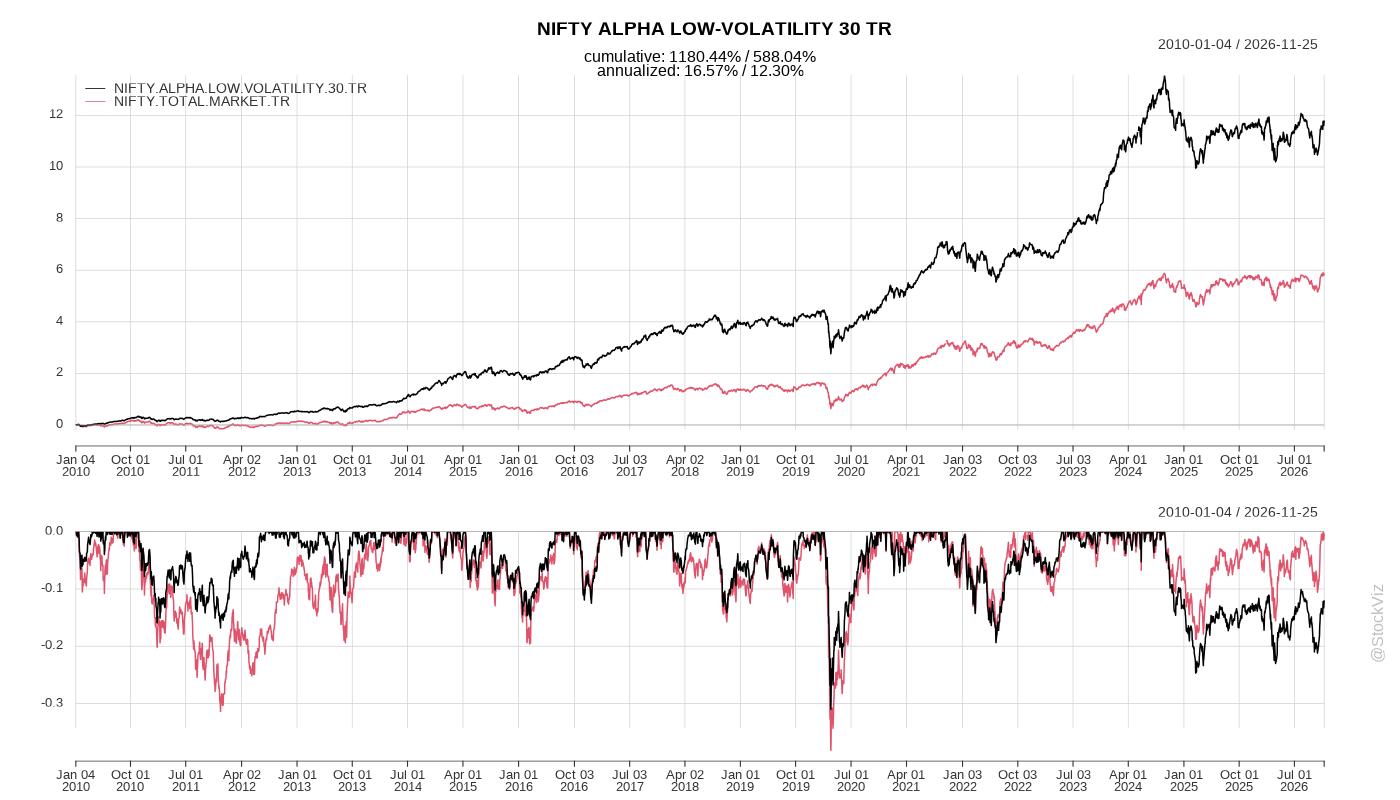 NIFTY ALPHA LOW-VOLATILITY 30 TR
2010-01-04 / 2026-11-25
cumulative: 1180.44% / 588.04%
annualized: 16.57% / 12.30%
NIFTY.ALPHA.LOW.VOLATILITY.30.TR
NIFTY.TOTAL.MARKET.TR
12
10
8
6
4
2
0
Jan 04 Oct 01 Jul 01 Apr 02 Jan 01 Oct 01 Jul 01 Apr 01 Jan 01 Oct 03 Jul 03 Apr 02 Jan 01 Oct 01 Jul 01 Apr 01 Jan 03 Oct 03 Jul 03 Apr 01 Jan 01 Oct 01 Jul 01
2010 2010 2011 2012 2013 2013 2014 2015 2016 2016 2017 2018 2019 2019 2020 2021 2022 2022 2023 2024 2025 2025 2026
2010-01-04 / 2026-11-25
0.0
-0.1
-0.2
-0.3
Jan 04 Oct 01 Jul 01 Apr 02 Jan 01 Oct 01 Jul 01 Apr 01 Jan 01 Oct 03 Jul 03 Apr 02 Jan 01 Oct 01 Jul 01 Apr 01 Jan 03 Oct 03 Jul 03 Apr 01 Jan 01 Oct 01 Jul 01
2010 2010 2011 2012 2013 2013 2014 2015 2016 2016 2017 2018 2019 2019 2020 2021 2022 2022 2023 2024 2025 2025 2026
@StockViz